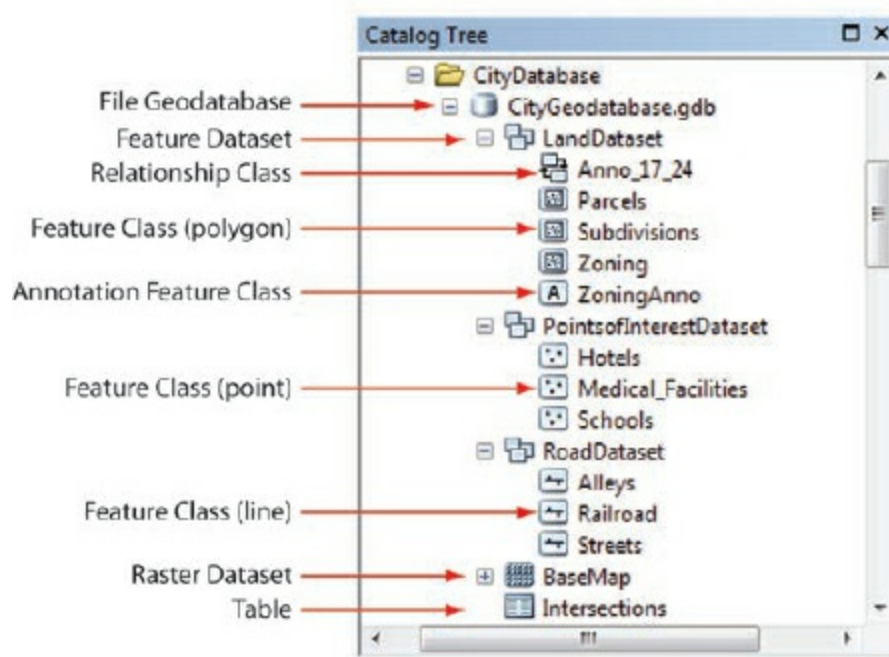 Catalog Tree
CityDatabase
File Geodatabase CityGeodatabase.gdb
Feature Dataset LandDataset
Relationship Class Anno_17_24
Parcels
Feature Class (polygon) Subdivisions
Zoning
Annotation Feature Class A ZoningAnno
PointsofInterestDataset
Hotels
Feature Class (point) Medical_Facilities
Schools
RoadDataset
Alleys
Feature Class (line) Railroad
Streets
Raster Dataset BaseMap
Table Intersections